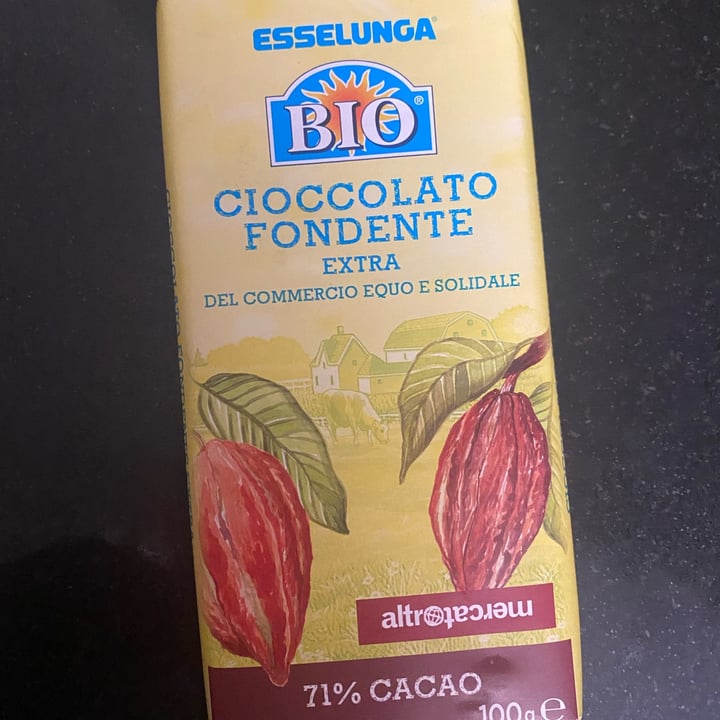 ESSELUNGA
BIO®
CIOCCOLATO
FONDENTE
EXTRA
DEL COMMERCIO EQUO E SOLIDALE
altromercato
71% CACAO
100g e